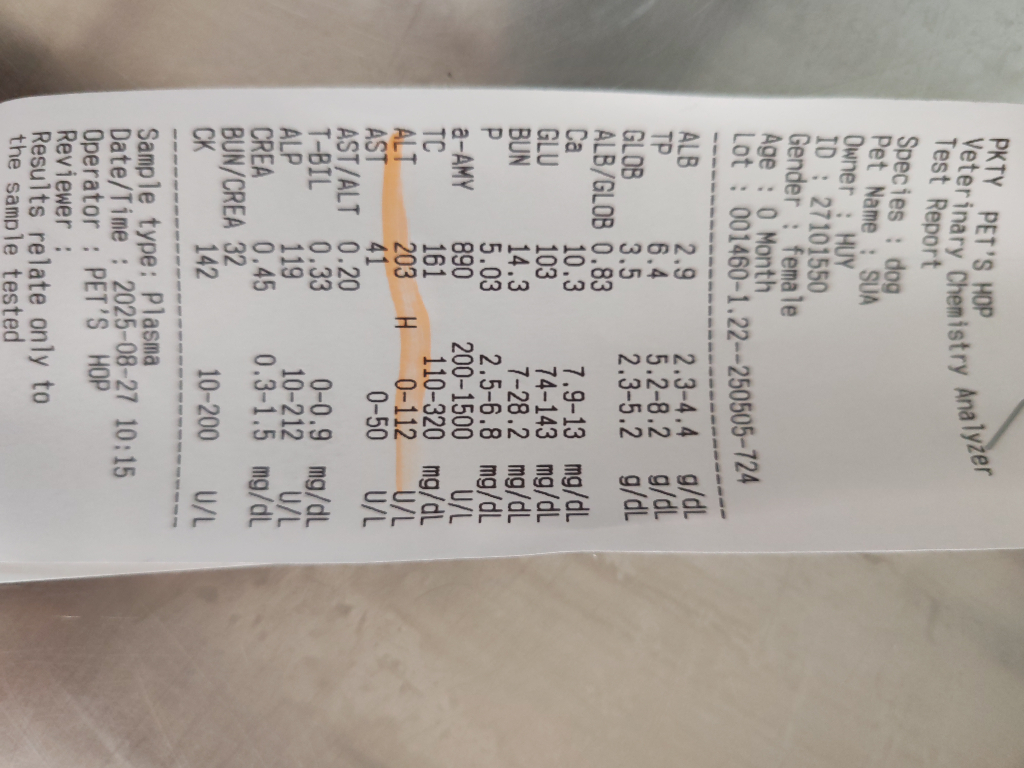 PKTY PET'S HOP
Veterinary Chemistry Analyzer
Test Report
Species : dog
Pet Name : SUA
Owner : HUY
ID : 27101550
Gender : female
Age : 0 Month
Lot : 001460-1.22--250505-724
ALB 2.9 2.3-4.4 g/dL
TP 6.4 5.2-8.2 g/dL
GLOB 3.5 2.3-5.2 g/dL
ALB/GLOB 0.83
Ca 10.3 7.9-13 mg/dL
GLU 103 74-143 mg/dL
BUN 14.3 7-28.2 mg/dL
P 5.03 2.5-6.8 mg/dL
a-AMY 890 200-1500 U/L
TC 161 110-320 mg/dL
ALT 203 H 0-112 U/L
AST 41 0-50 U/L
AST/ALT 0.20
T-BIL 0.33 0-0.9 mg/dL
ALP 119 10-212 U/L
CREA 0.45 0.3-1.5 mg/dL
BUN/CREA 32
CK 142 10-200 U/L
Sample type: Plasma
Date/Time : 2025-08-27 10:15
Operator : PET'S HOP
Reviewer :
Results relate only to
the sample tested